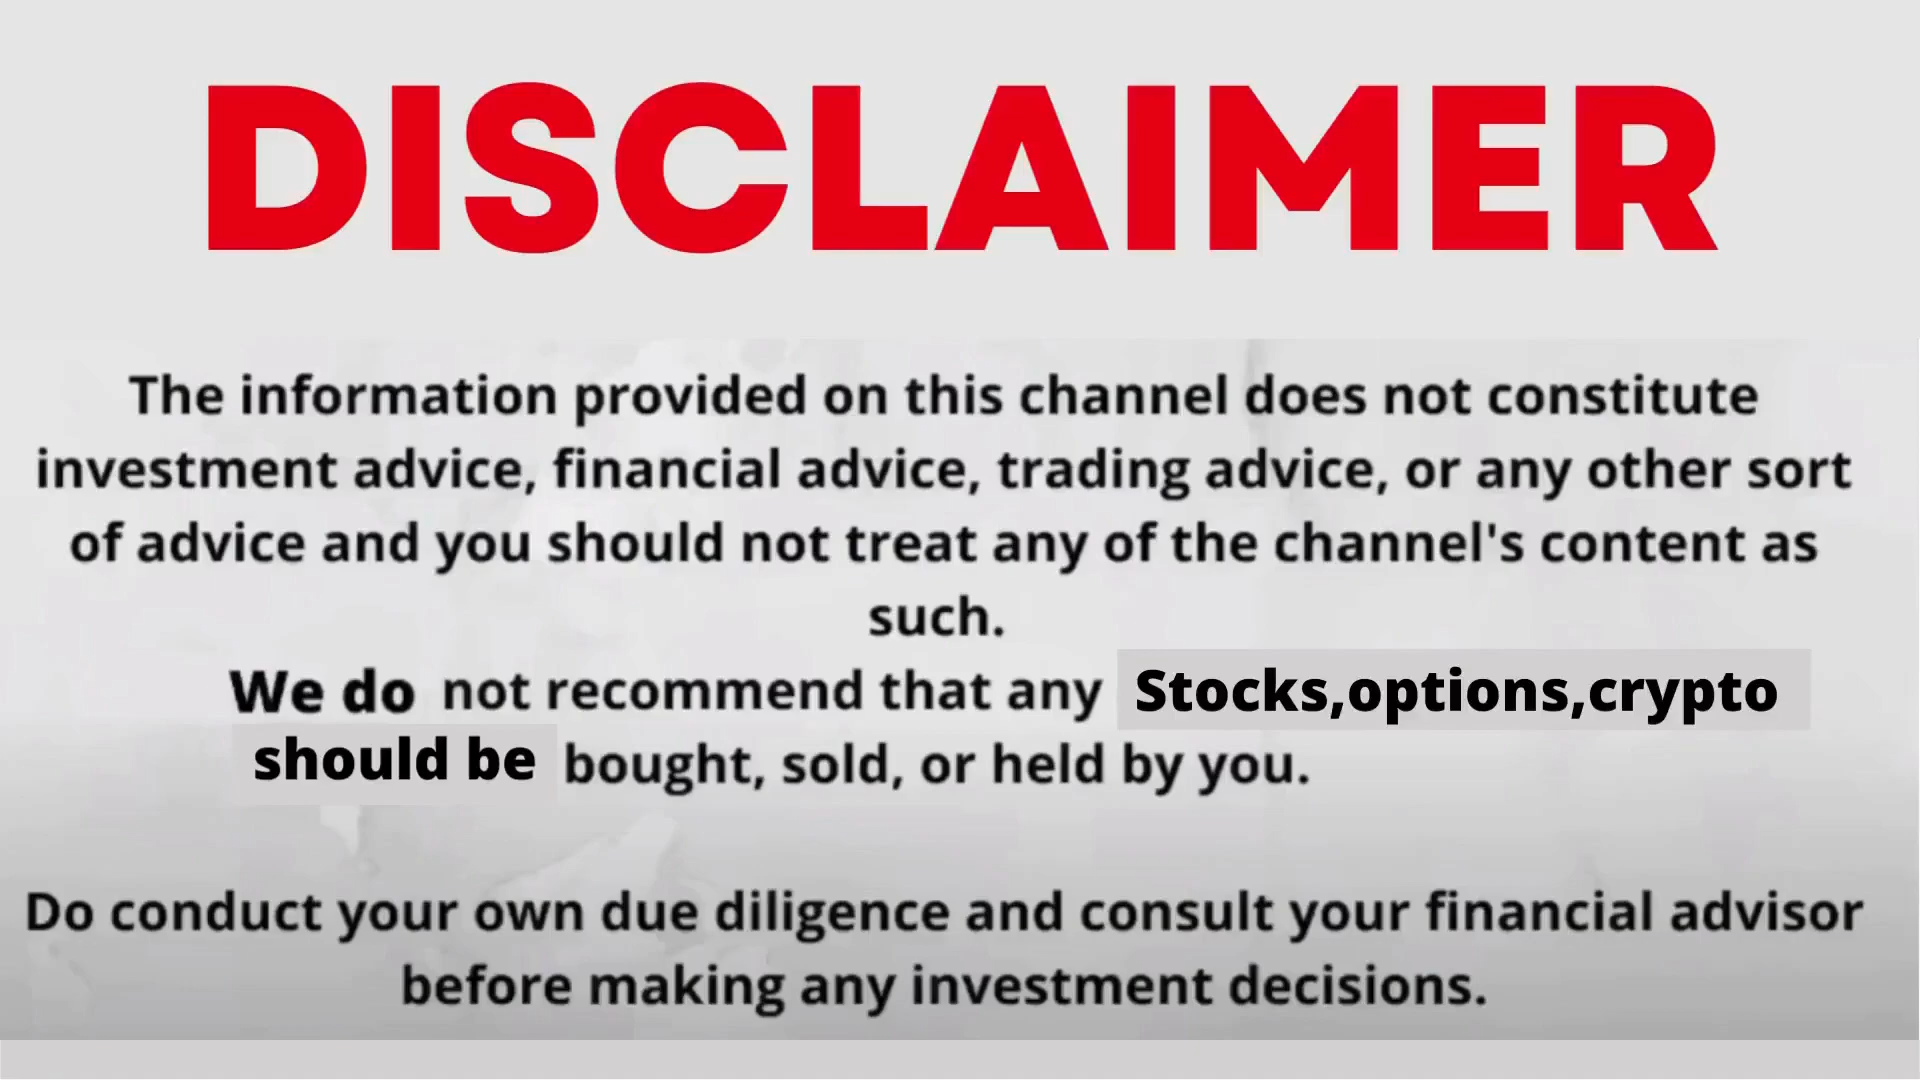 DISCLAIMER
The information provided on this channel does not constitute
investment advice, financial advice, trading advice, or any other sort
of advice and you should not treat any of the channel's content as
such.
We do not recommend that any Stocks,options,crypto
should be bought, sold, or held by you.
Do conduct your own due diligence and consult your financial advisor
before making any investment decisions.